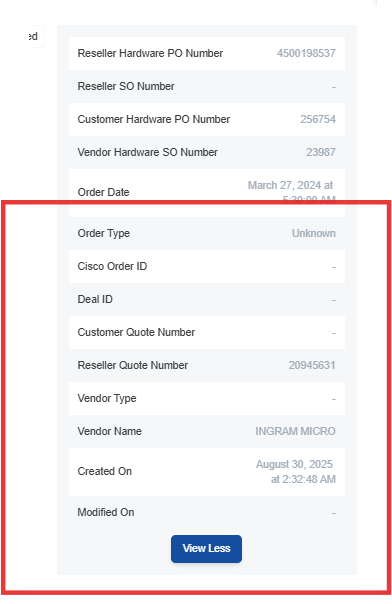 ed
Reseller Hardware PO Number 4500198537
Reseller SO Number -
Customer Hardware PO Number 256754
Vendor Hardware SO Number 23987
Order Date March 27, 2024 at
5:30:00 AM
Order Type Unknown
Cisco Order ID -
Deal ID -
Customer Quote Number -
Reseller Quote Number 20945631
Vendor Type -
Vendor Name INGRAM MICRO
Created On August 30, 2025
at 2:32:48 AM
Modified On -
View Less